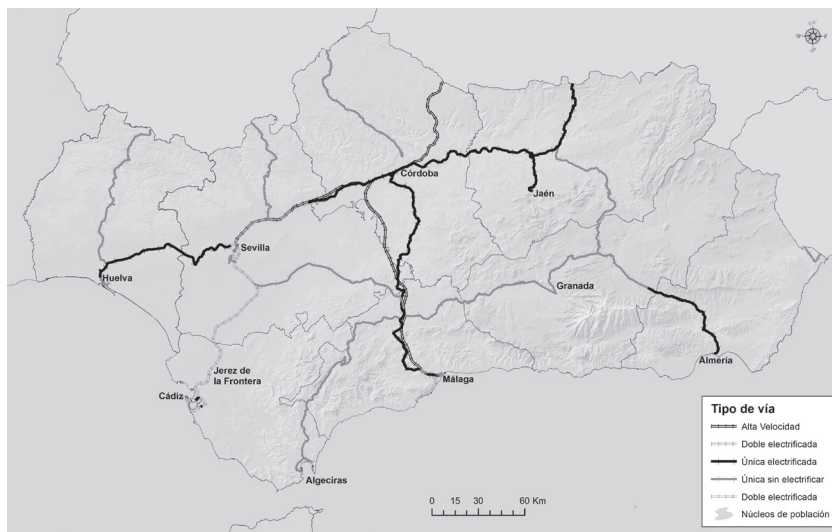 Córdoba
Jaén
Sevilla
Huelva
Granada
Almería
Jerez de
la Frontera
Cádiz
Málaga
Algeciras
0 15 30 60 Km
Tipo de vía
Alta Velocidad
Doble electrificada
Única electrificada
Única sin electrificar
Doble electrificada
Núcleos de población